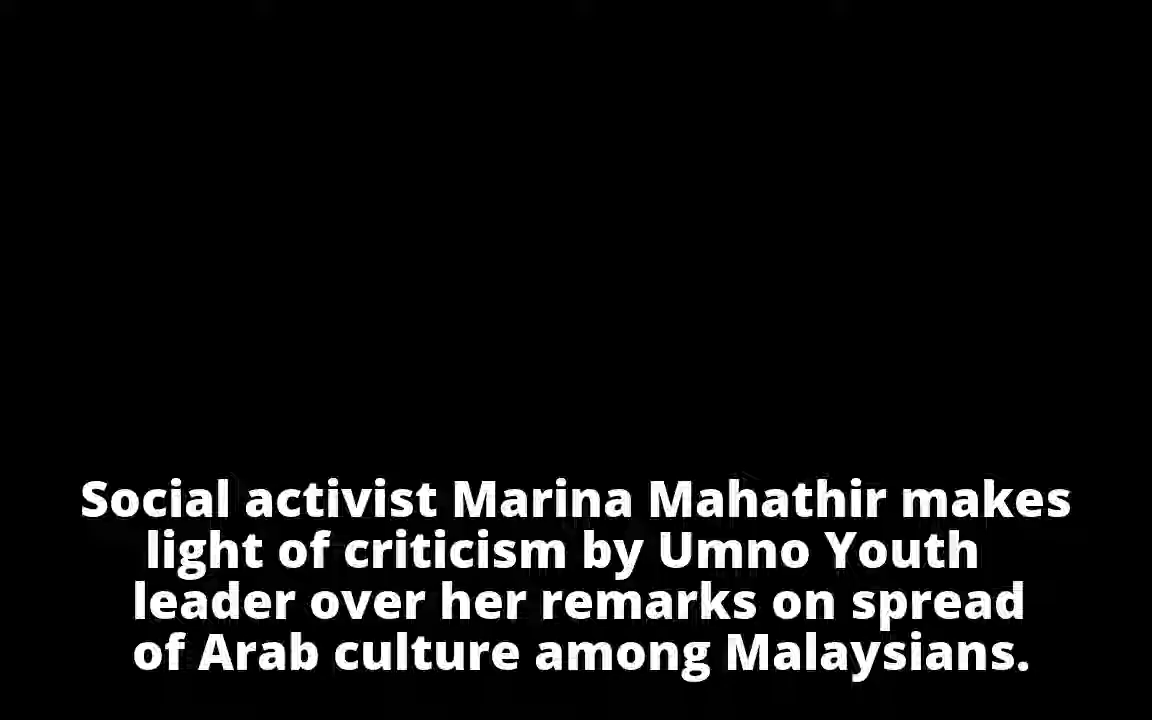 Social activist Marina Mahathir makes
light of criticism by Umno Youth
leader over her remarks on spread
of Arab culture among Malaysians.